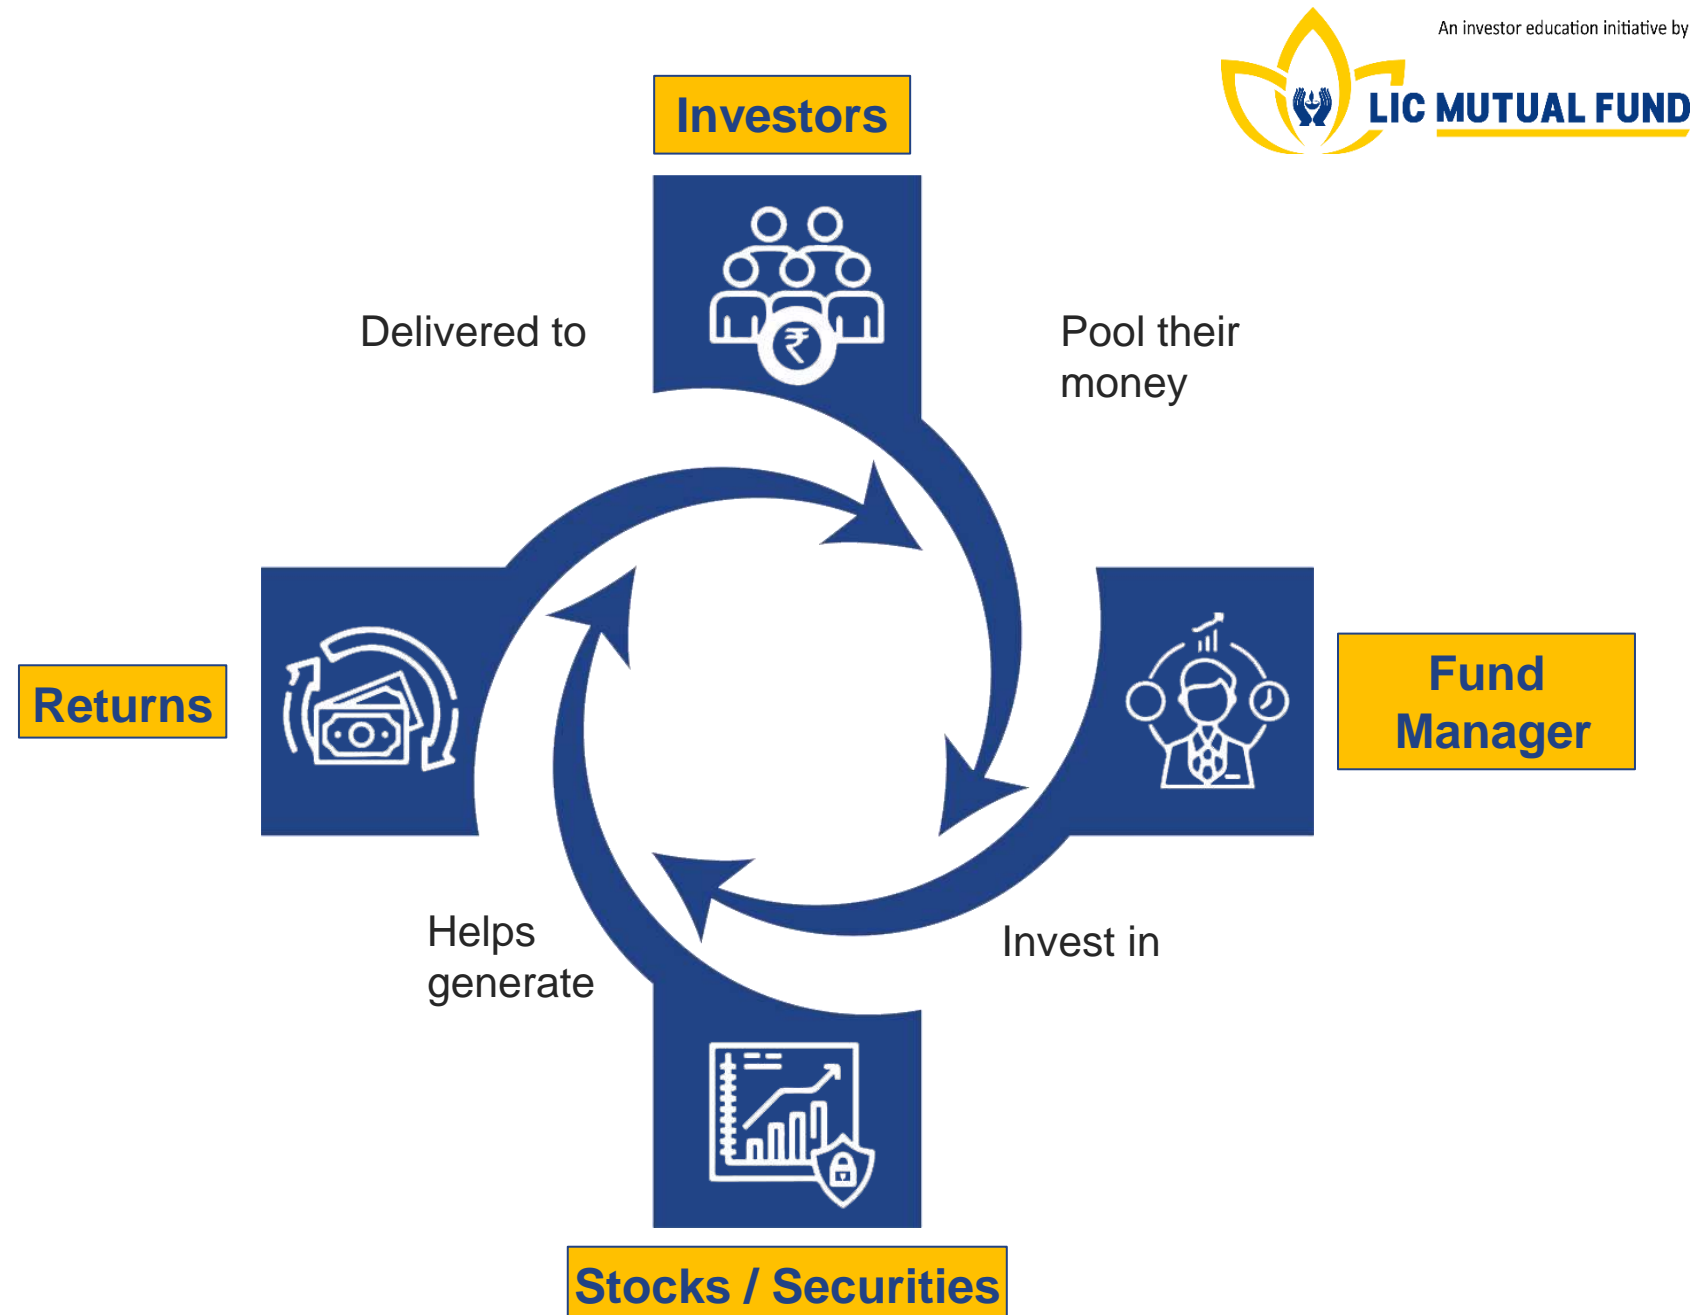 An investor education initiative by
LIC MUTUAL FUND
Investors
₹
Delivered to
Pool their
money
Returns
Fund
Manager
Helps
generate
Invest in
Stocks / Securities